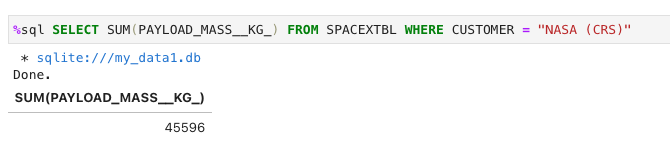 %sql SELECT SUM(PAYLOAD_MASS__KG_) FROM SPACEXTBL WHERE CUSTOMER = "NASA (CRS)"
* sqlite:///my_data1.db
Done.
SUM(PAYLOAD_MASS__KG_)
45596